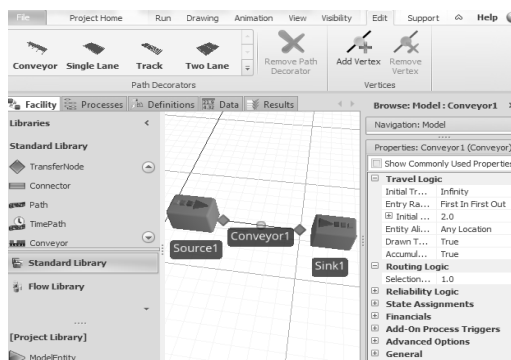 File Project Home Run Drawing Animation View Visibility Edit Support Help
Conveyor Single Lane Track Two Lane
Remove Path Decorator
Add Vertex
Remove Vertex
Path Decorators
Vertices
Facility Processes Definitions Data Results
Browse: Model : Conveyor1
Libraries
Navigation: Model
Standard Library
Properties: Conveyor1 (Conveyor)
TransferNode
Show Commonly Used Properties
Connector
Travel Logic
Path
Initial Tr... Infinity
TimePath
Entry Ra... First In First Out
Conveyor
Initial ... 2.0
Entity Ali... Any Location
Drawn T... True
Accumul... True
Source1
Conveyor1
Sink1
Standard Library
Routing Logic
Selection... 1.0
Flow Library
Reliability Logic
State Assignments
Financials
[Project Library]
Add-On Process Triggers
ModelEntity
Advanced Options
General